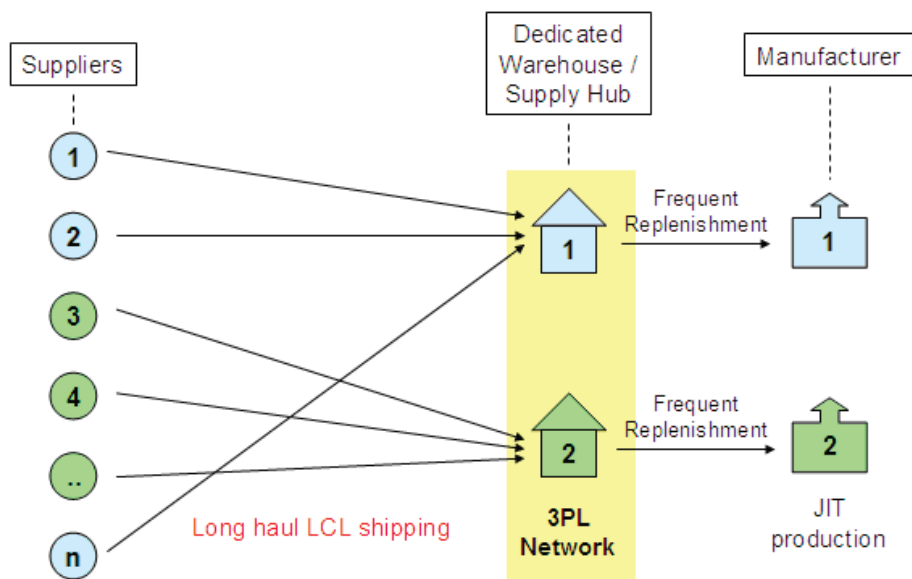 Suppliers
Dedicated
Warehouse /
Supply Hub
Manufacturer
1
2
3
4
..
n
1
2
Frequent
Replenishment
Frequent
Replenishment
1
2
Long haul LCL shipping
3PL
Network
JIT
production